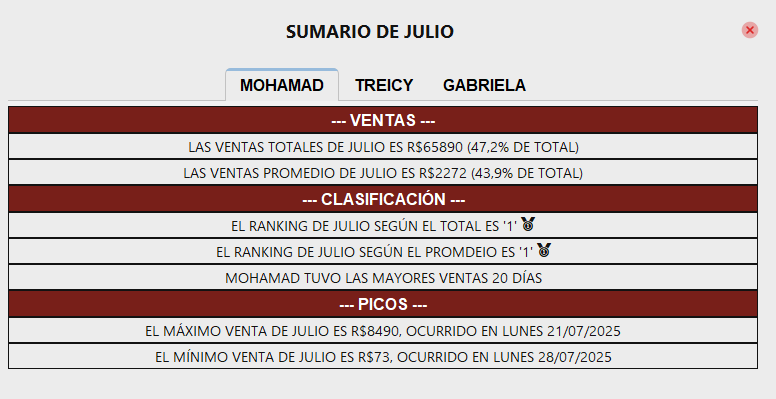 SUMARIO DE JULIO
MOHAMAD TREICY GABRIELA
--- VENTAS ---
LAS VENTAS TOTALES DE JULIO ES R$65890 (47,2% DE TOTAL)
LAS VENTAS PROMEDIO DE JULIO ES R$2272 (43,9% DE TOTAL)
--- CLASIFICACIÓN ---
EL RANKING DE JULIO SEGÚN EL TOTAL ES '1' 🥇
EL RANKING DE JULIO SEGÚN EL PROMDEIO ES '1' 🥇
MOHAMAD TUVO LAS MAYORES VENTAS 20 DÍAS
--- PICOS ---
EL MÁXIMO VENTA DE JULIO ES R$8490, OCURRIDO EN LUNES 21/07/2025
EL MÍNIMO VENTA DE JULIO ES R$73, OCURRIDO EN LUNES 28/07/2025